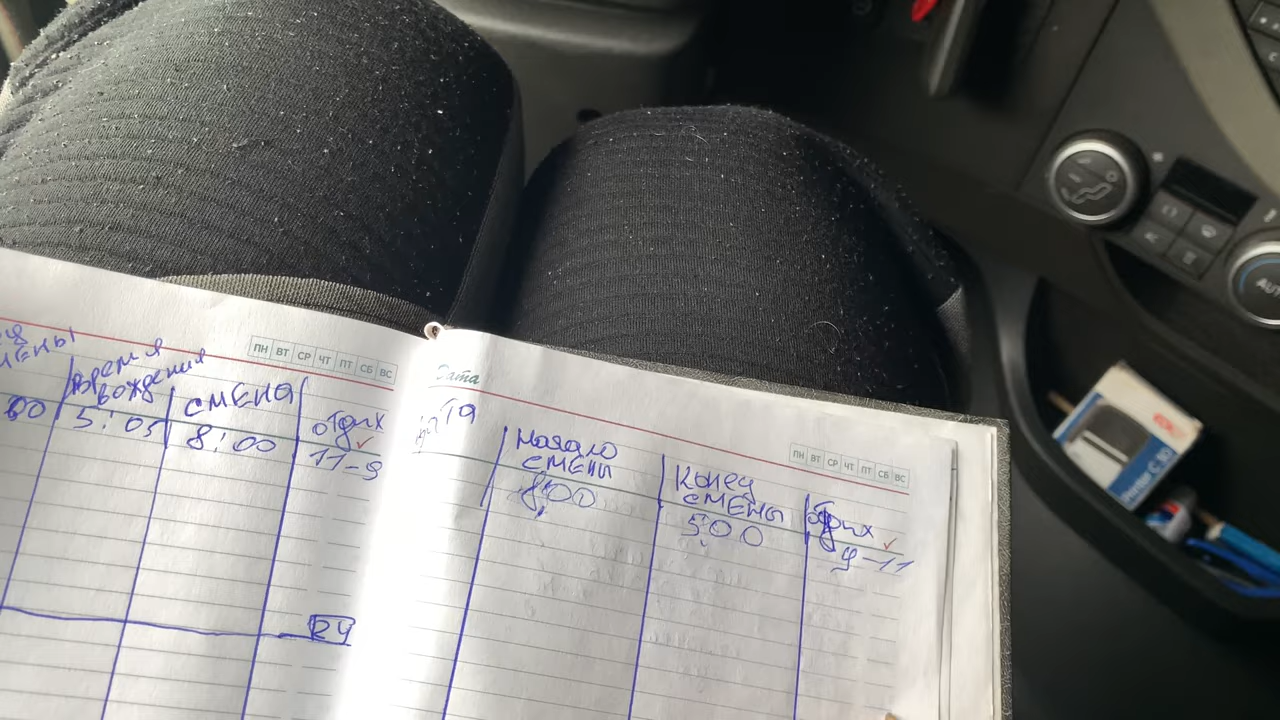 ПН ВТ СР ЧТ ПТ СБ ВС
время
вождения
смена
отдых
5:05
8:00
11-9
24
Дата
дата
Начало
смены
Конец
смены
отдых
ПН ВТ СР ЧТ ПТ СБ ВС
8:00
5:00
9-11
AUTO